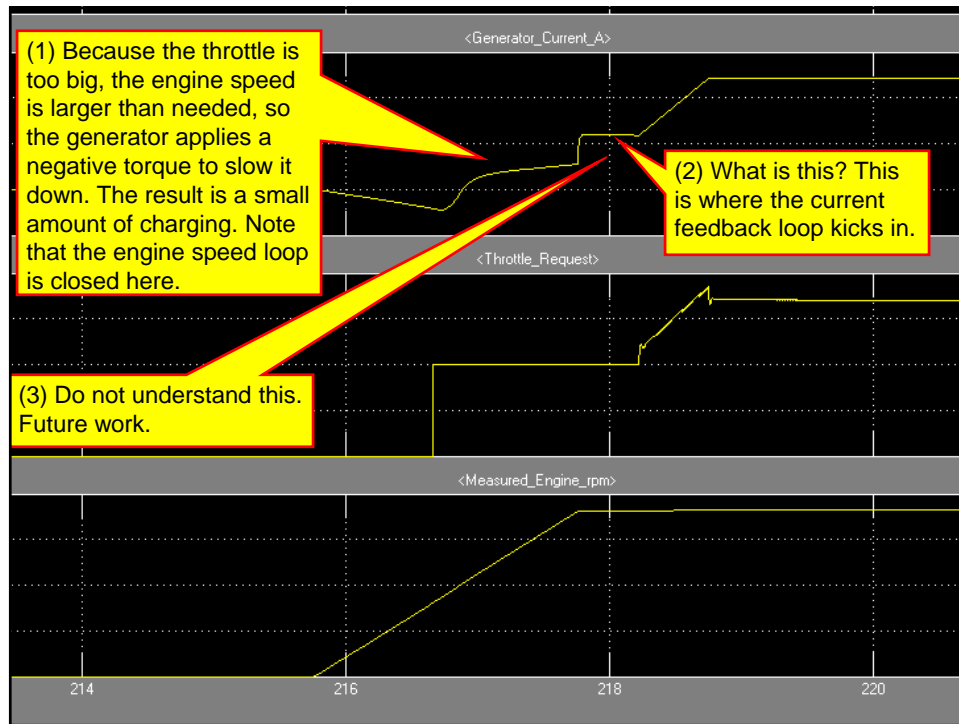 <Generator_Current_A>
(1) Because the throttle is
too big, the engine speed
is larger than needed, so
the generator applies a
negative torque to slow it
down. The result is a small
amount of charging. Note
that the engine speed loop
is closed here.
(2) What is this? This
is where the current
feedback loop kicks in.
<Throttle_Request>
(3) Do not understand this.
Future work.
<Measured_Engine_rpm>
214 216 218 220